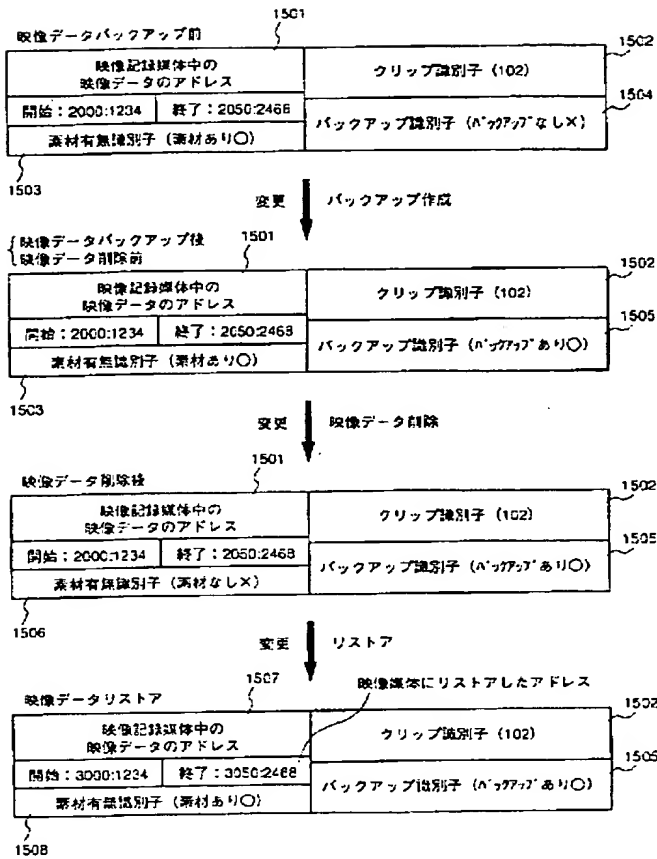 映像データバックアップ前
1501
1502
映像記録媒体中の
映像データのアドレス
クリップ識別子 (102)
1504
開始：2000:1234
終了：2050:2468
バックアップ識別子 (バックアップなし×)
素材有無識別子 (素材あり○)
1503
変更
バックアップ作成
映像データバックアップ後
映像データ削除前
1501
1502
映像記録媒体中の
映像データのアドレス
クリップ識別子 (102)
1505
開始：2000:1234
終了：2050:2468
バックアップ識別子 (バックアップあり○)
素材有無識別子 (素材あり○)
1503
変更
映像データ削除
映像データ削除後
1501
1502
映像記録媒体中の
映像データのアドレス
クリップ識別子 (102)
1505
開始：2000:1234
終了：2050:2468
バックアップ識別子 (バックアップあり○)
素材有無識別子 (素材なし×)
1506
変更
リストア
映像データリストア
1507
映像媒体にリストアしたアドレス
1502
映像記録媒体中の
映像データのアドレス
クリップ識別子 (102)
1505
開始：3000:1234
終了：3050:2468
バックアップ識別子 (バックアップあり○)
素材有無識別子 (素材あり○)
1508